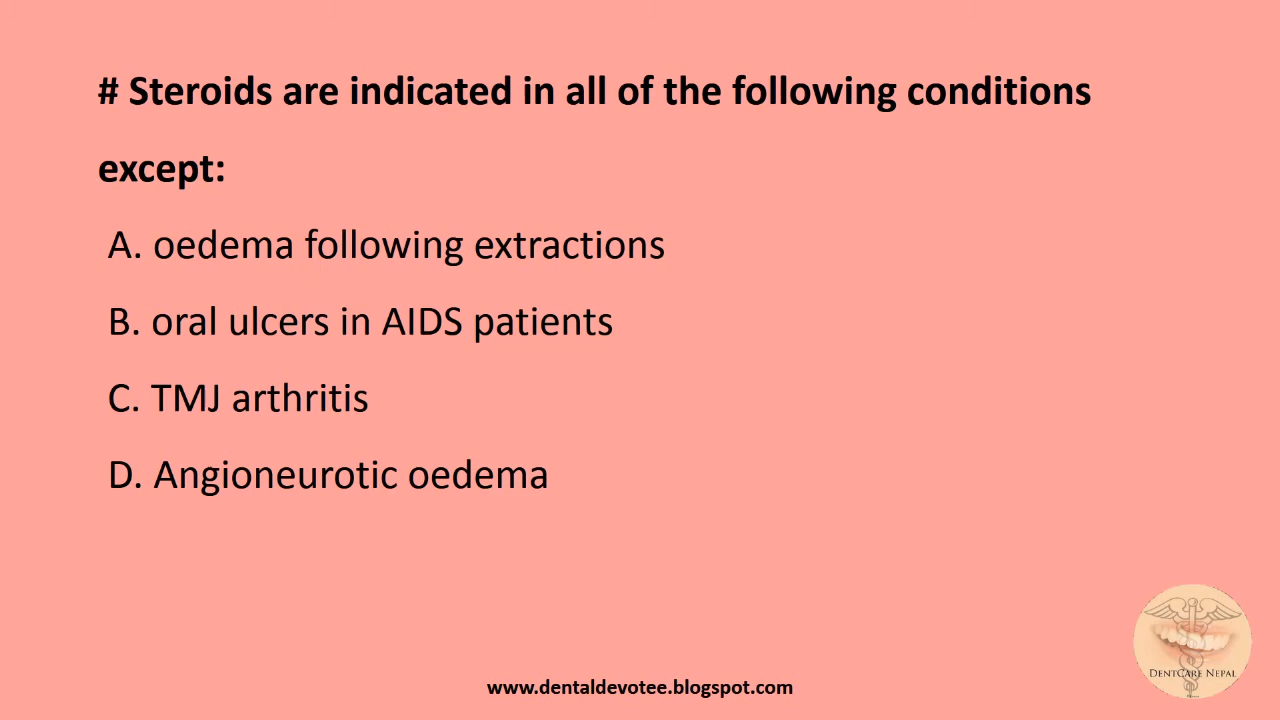 # Steroids are indicated in all of the following conditions
except:
A. oedema following extractions
B. oral ulcers in AIDS patients
C. TMJ arthritis
D. Angioneurotic oedema
DentCare Nepal
www.dentaldevotee.blogspot.com